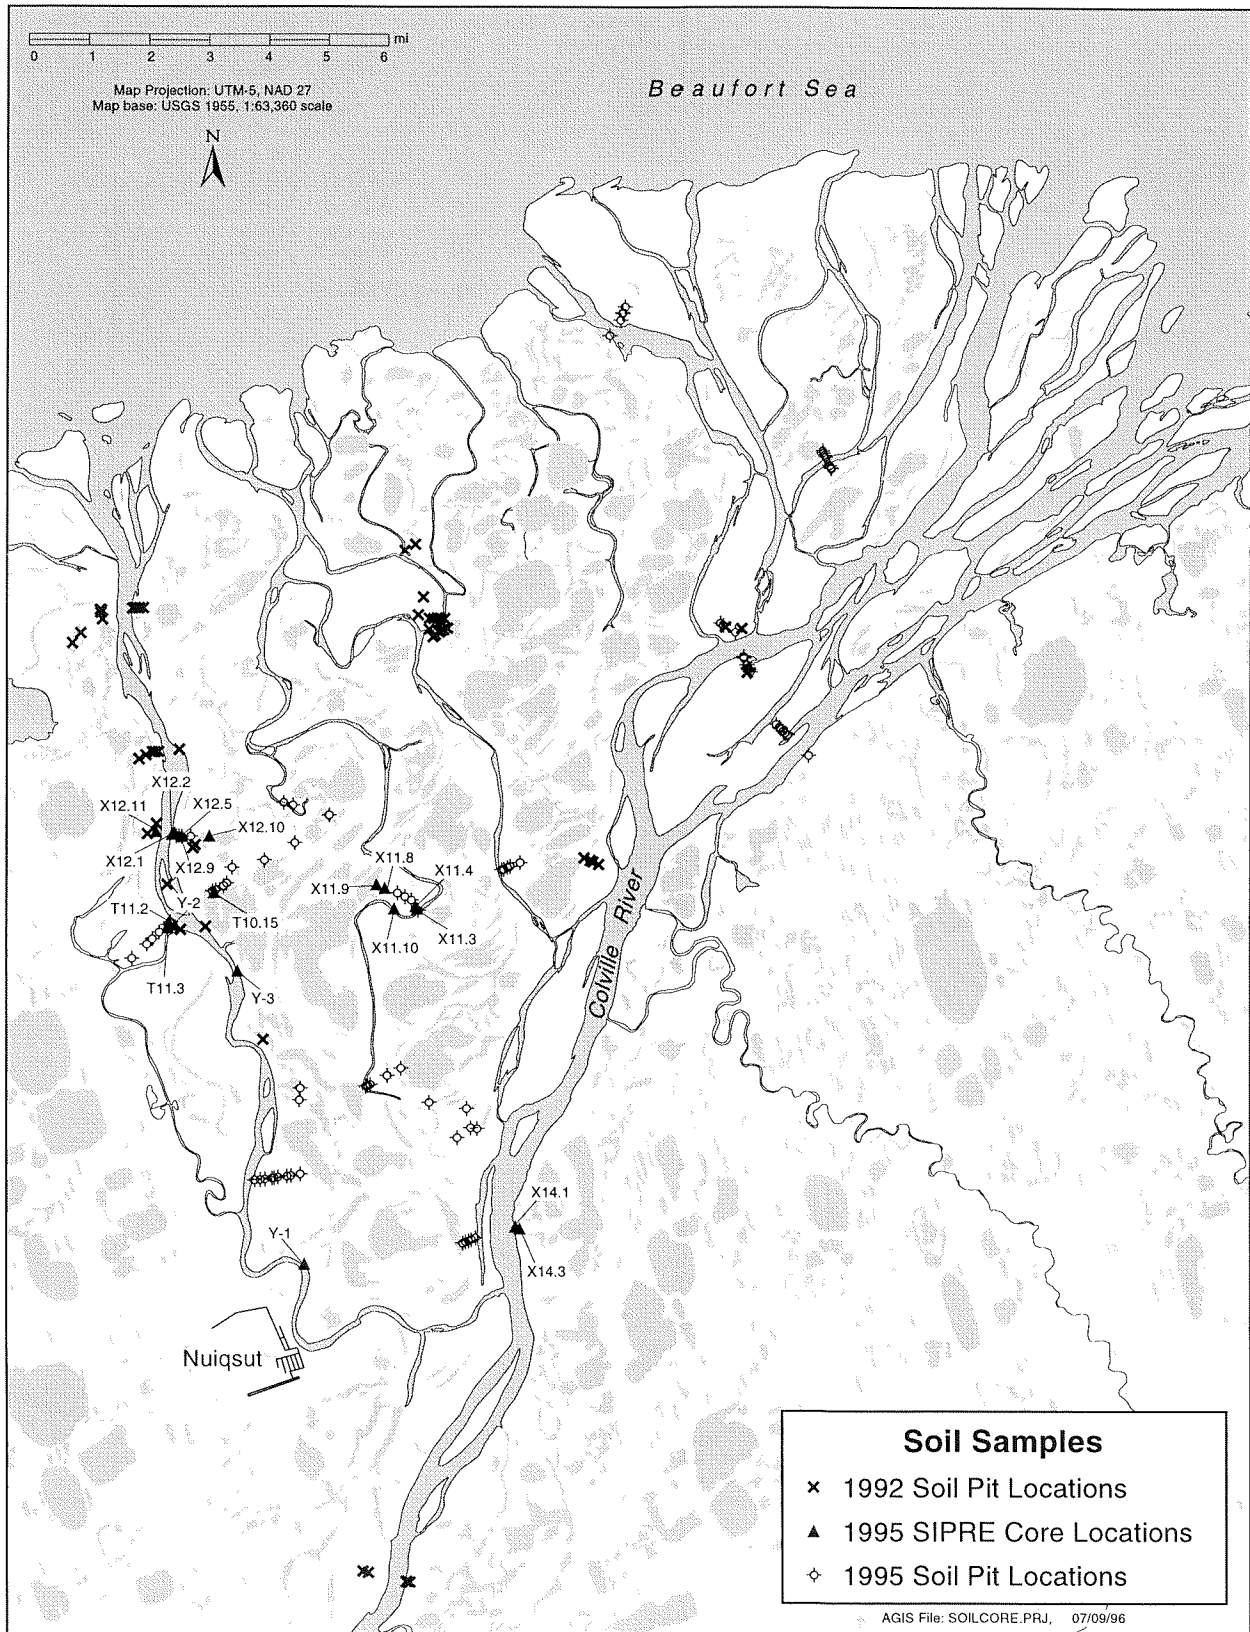 mi
0 1 2 3 4 6
Map Projection: UTM-5, NAD 27
Map base: USGS 1955, 1:63,360 scale
N
Beaufort Sea
X12.2
X12.11
X12.5
X12.10
X12.1
X12.9
X11.8
X11.4
X11.9
Y-2
T11.2
T10.15
X11.10
X11.3
T11.3
Y-3
Colville River
X14.1
Y-1
X14.3
Nuiqsut
Soil Samples
1992 Soil Pit Locations
1995 SIPRE Core Locations
1995 Soil Pit Locations
AGIS File: SOILCORE.PRJ, 07/09/96